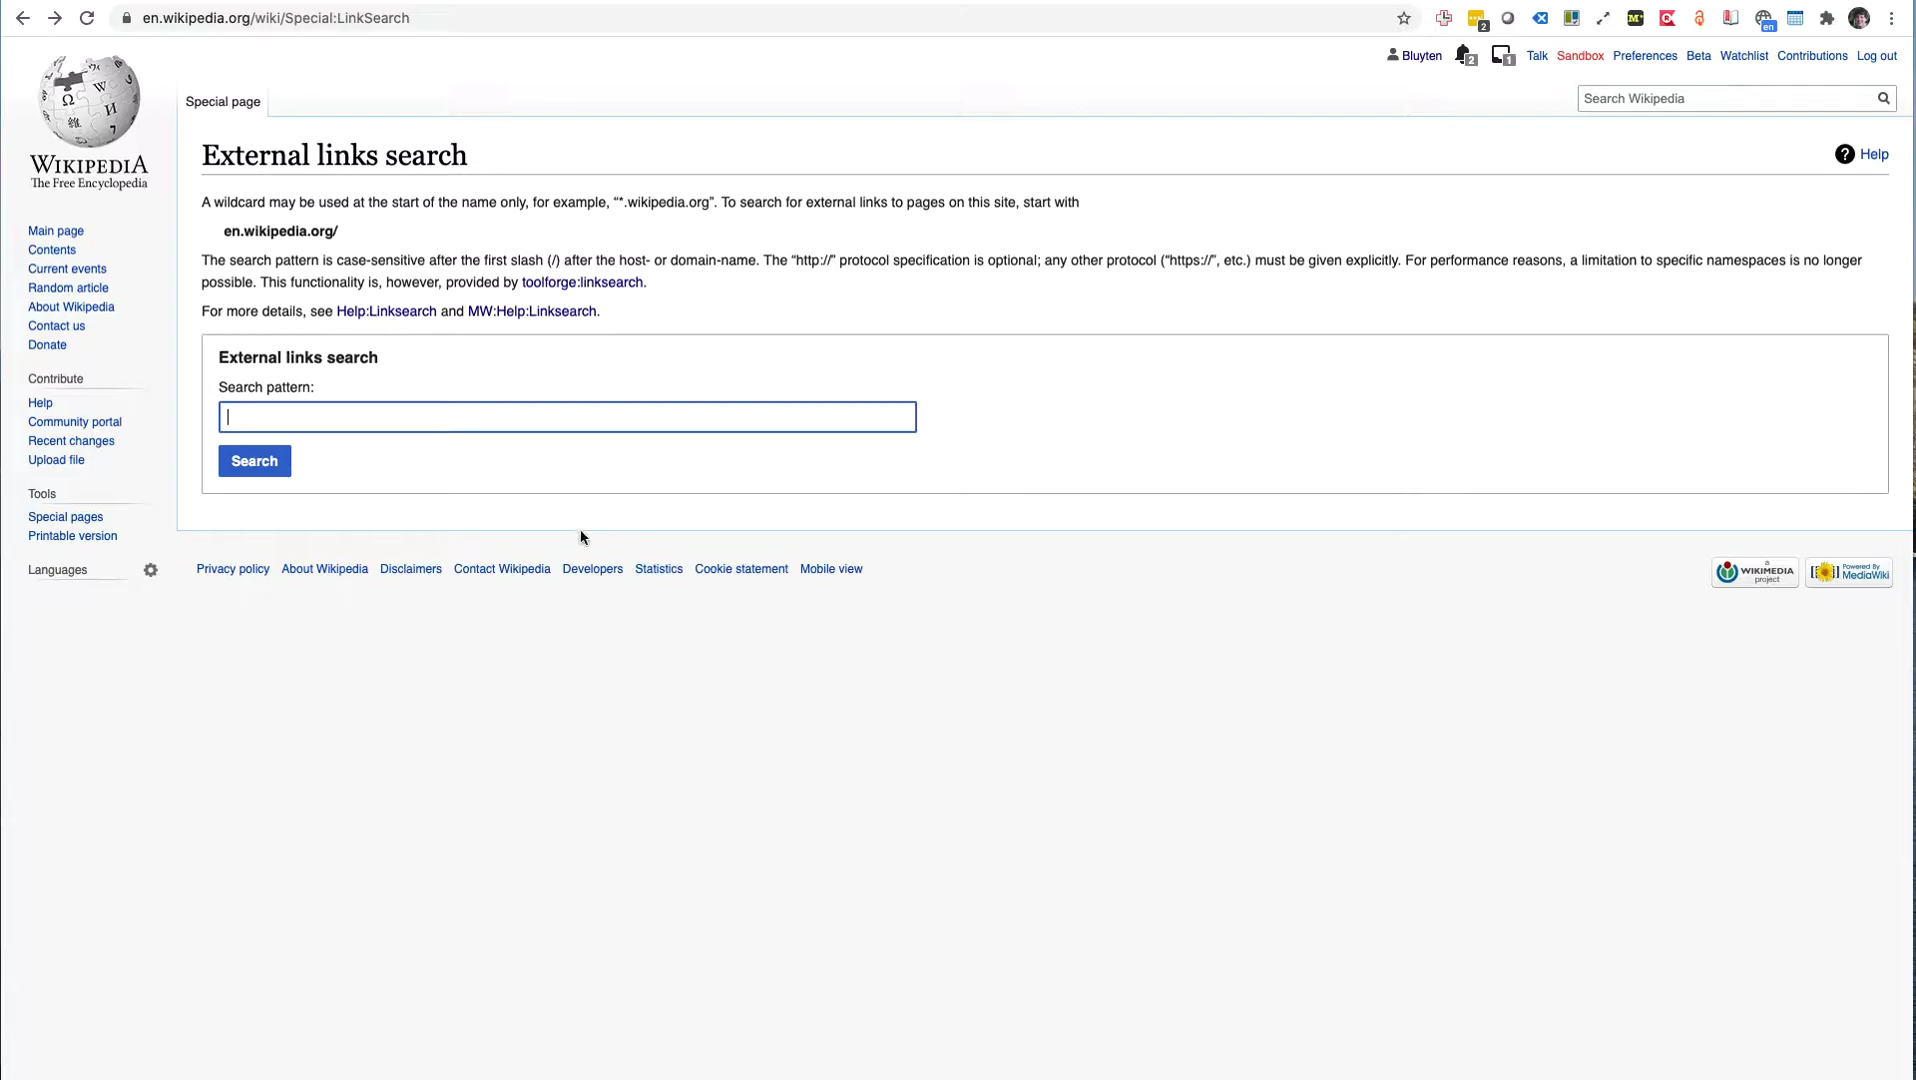 en.wikipedia.org/wiki/Special:LinkSearch
2
en
Bluyten 2 1 Talk Sandbox Preferences Beta Watchlist Contributions Log out
Special page
Search Wikipedia
WIKIPEDIA
The Free Encyclopedia
External links search
Help
A wildcard may be used at the start of the name only, for example, “*.wikipedia.org”. To search for external links to pages on this site, start with
en.wikipedia.org/
The search pattern is case-sensitive after the first slash (/) after the host- or domain-name. The “http://” protocol specification is optional; any other protocol (“https://”, etc.) must be given explicitly. For performance reasons, a limitation to specific namespaces is no longer
possible. This functionality is, however, provided by toolforge:linksearch.
For more details, see Help:Linksearch and MW:Help:Linksearch.
External links search
Search pattern:
Search
Main page
Contents
Current events
Random article
About Wikipedia
Contact us
Donate
Contribute
Help
Community portal
Recent changes
Upload file
Tools
Special pages
Printable version
Languages
Privacy policy About Wikipedia Disclaimers Contact Wikipedia Developers Statistics Cookie statement Mobile view
a
WIKIMEDIA
project
Powered By
MediaWiki